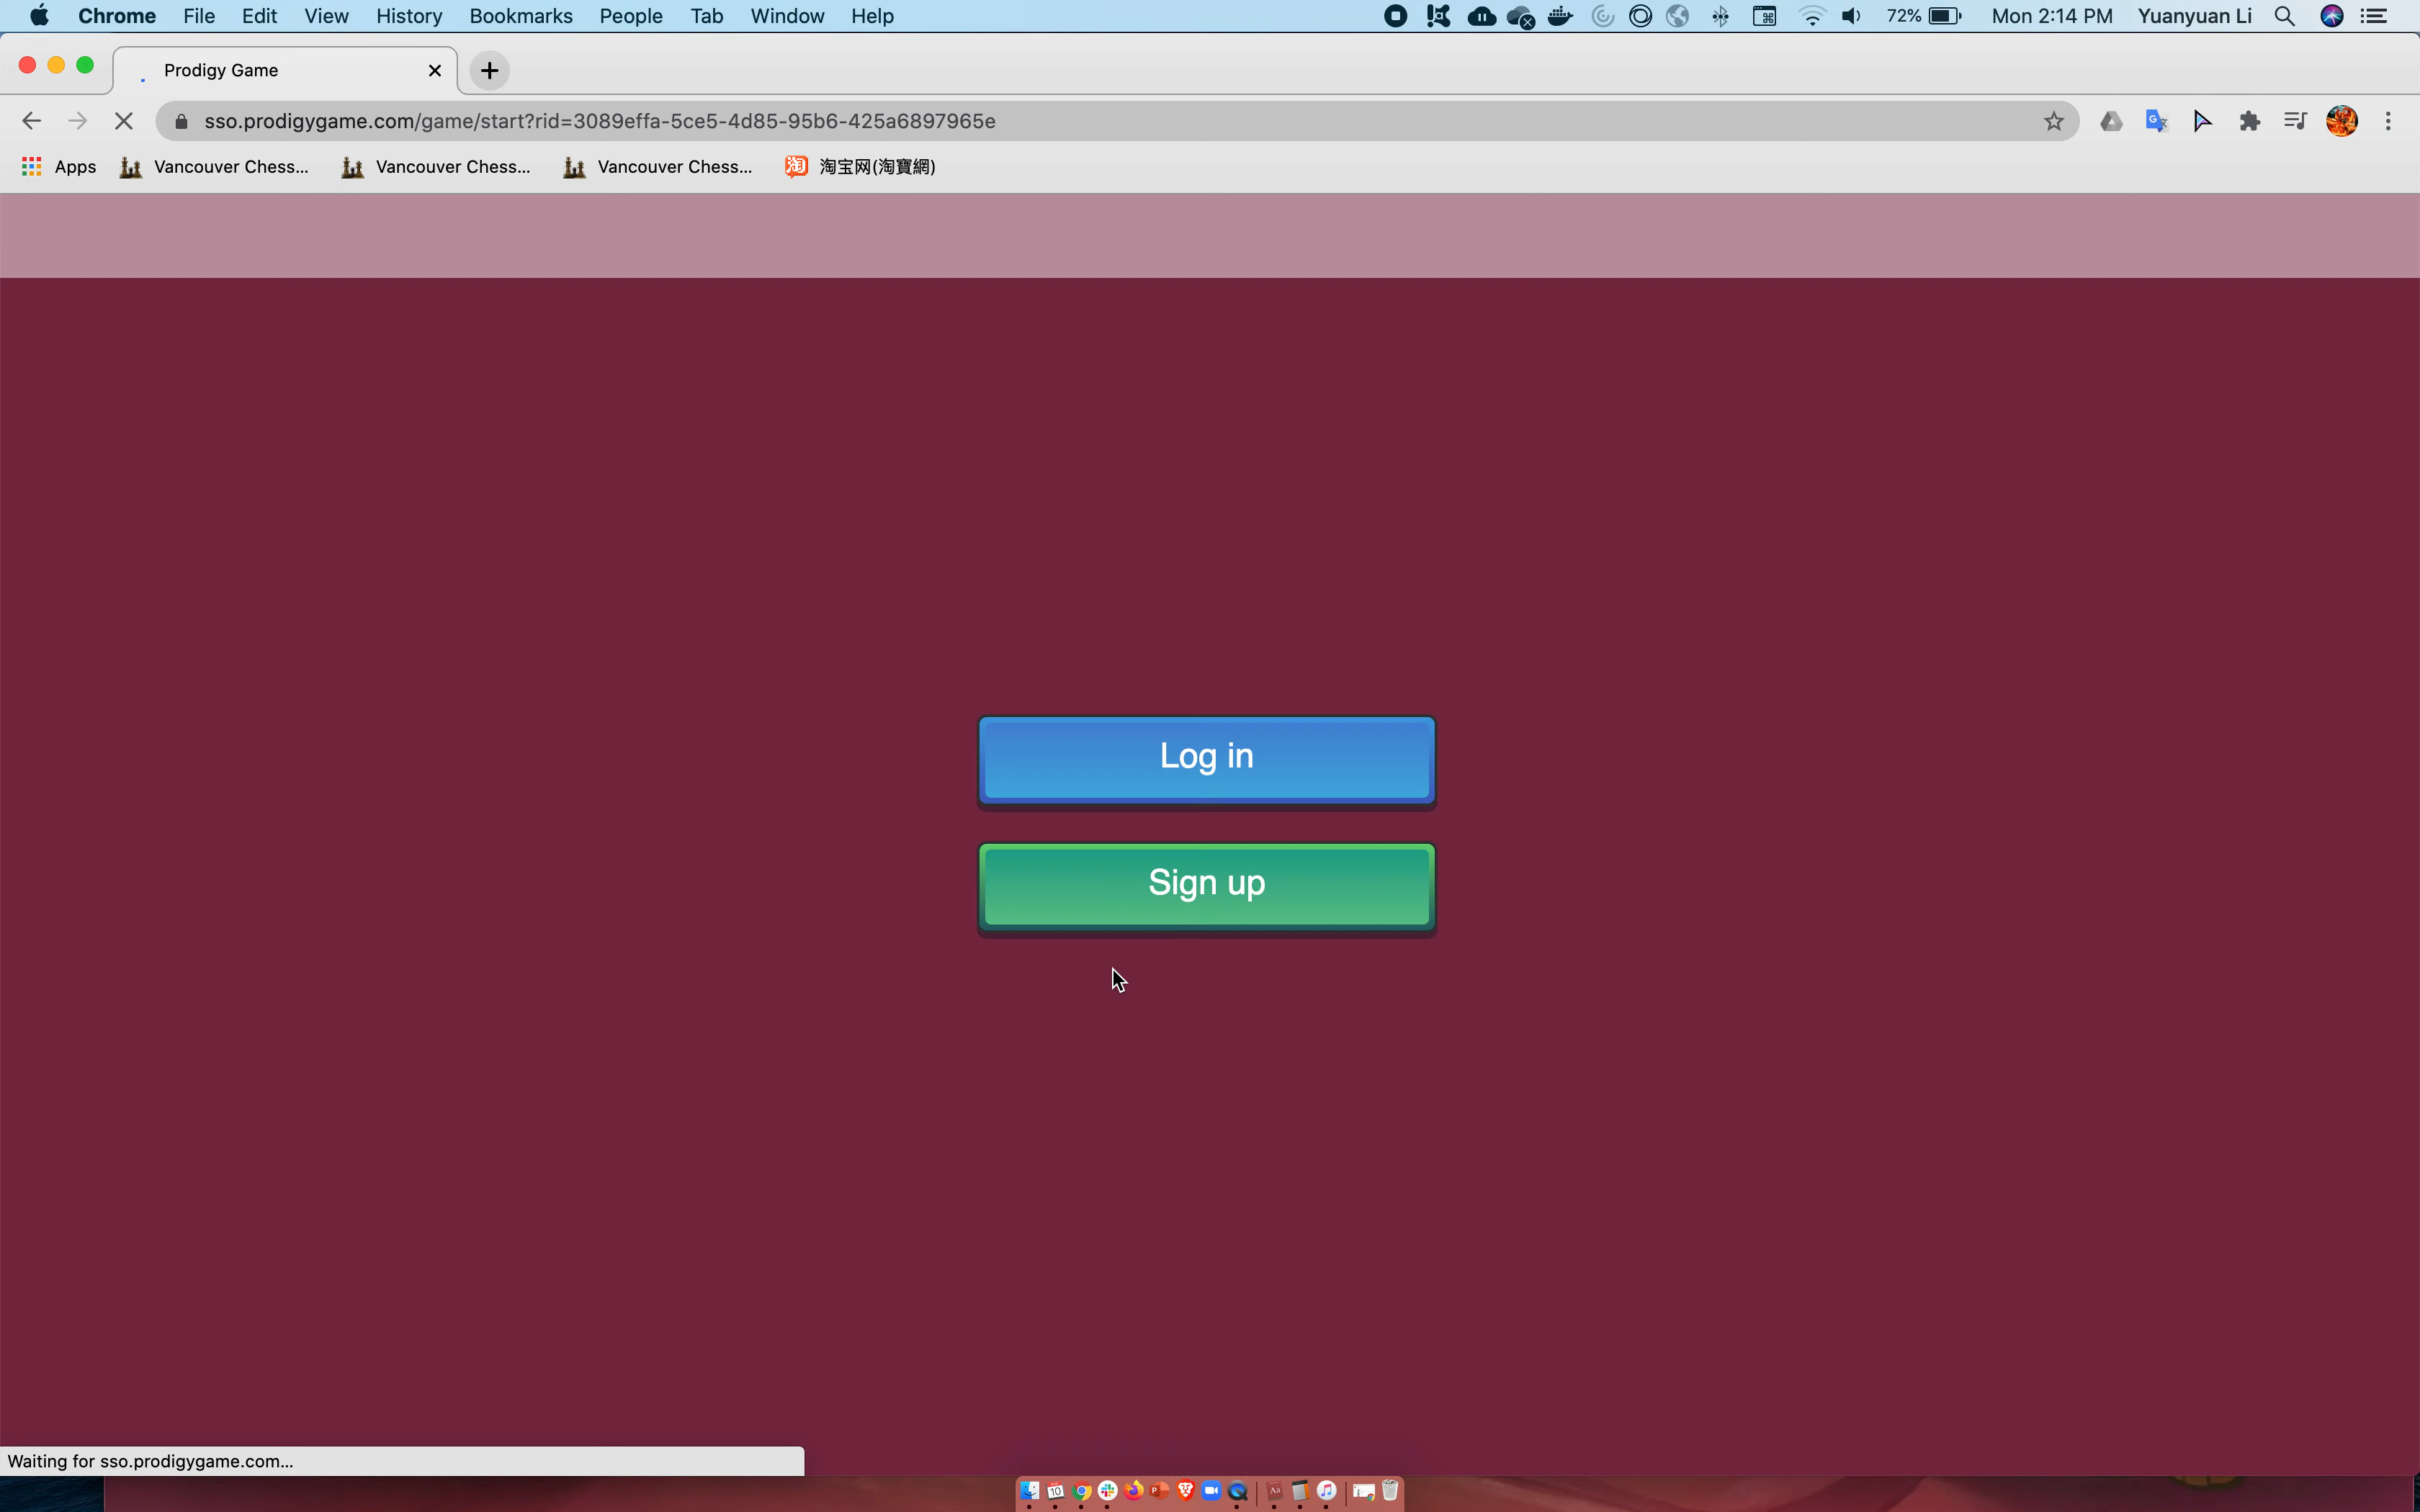 Chrome File Edit View History Bookmarks People Tab Window Help 72% Mon 2:14 PM Yuanyuan Li
Prodigy Game
sso.prodigygame.com/game/start?rid=3089effa-5ce5-4d85-95b6-425a6897965e
Apps Vancouver Chess... Vancouver Chess... Vancouver Chess... 淘宝网(淘寶網)
Log in
Sign up
Waiting for sso.prodigygame.com...